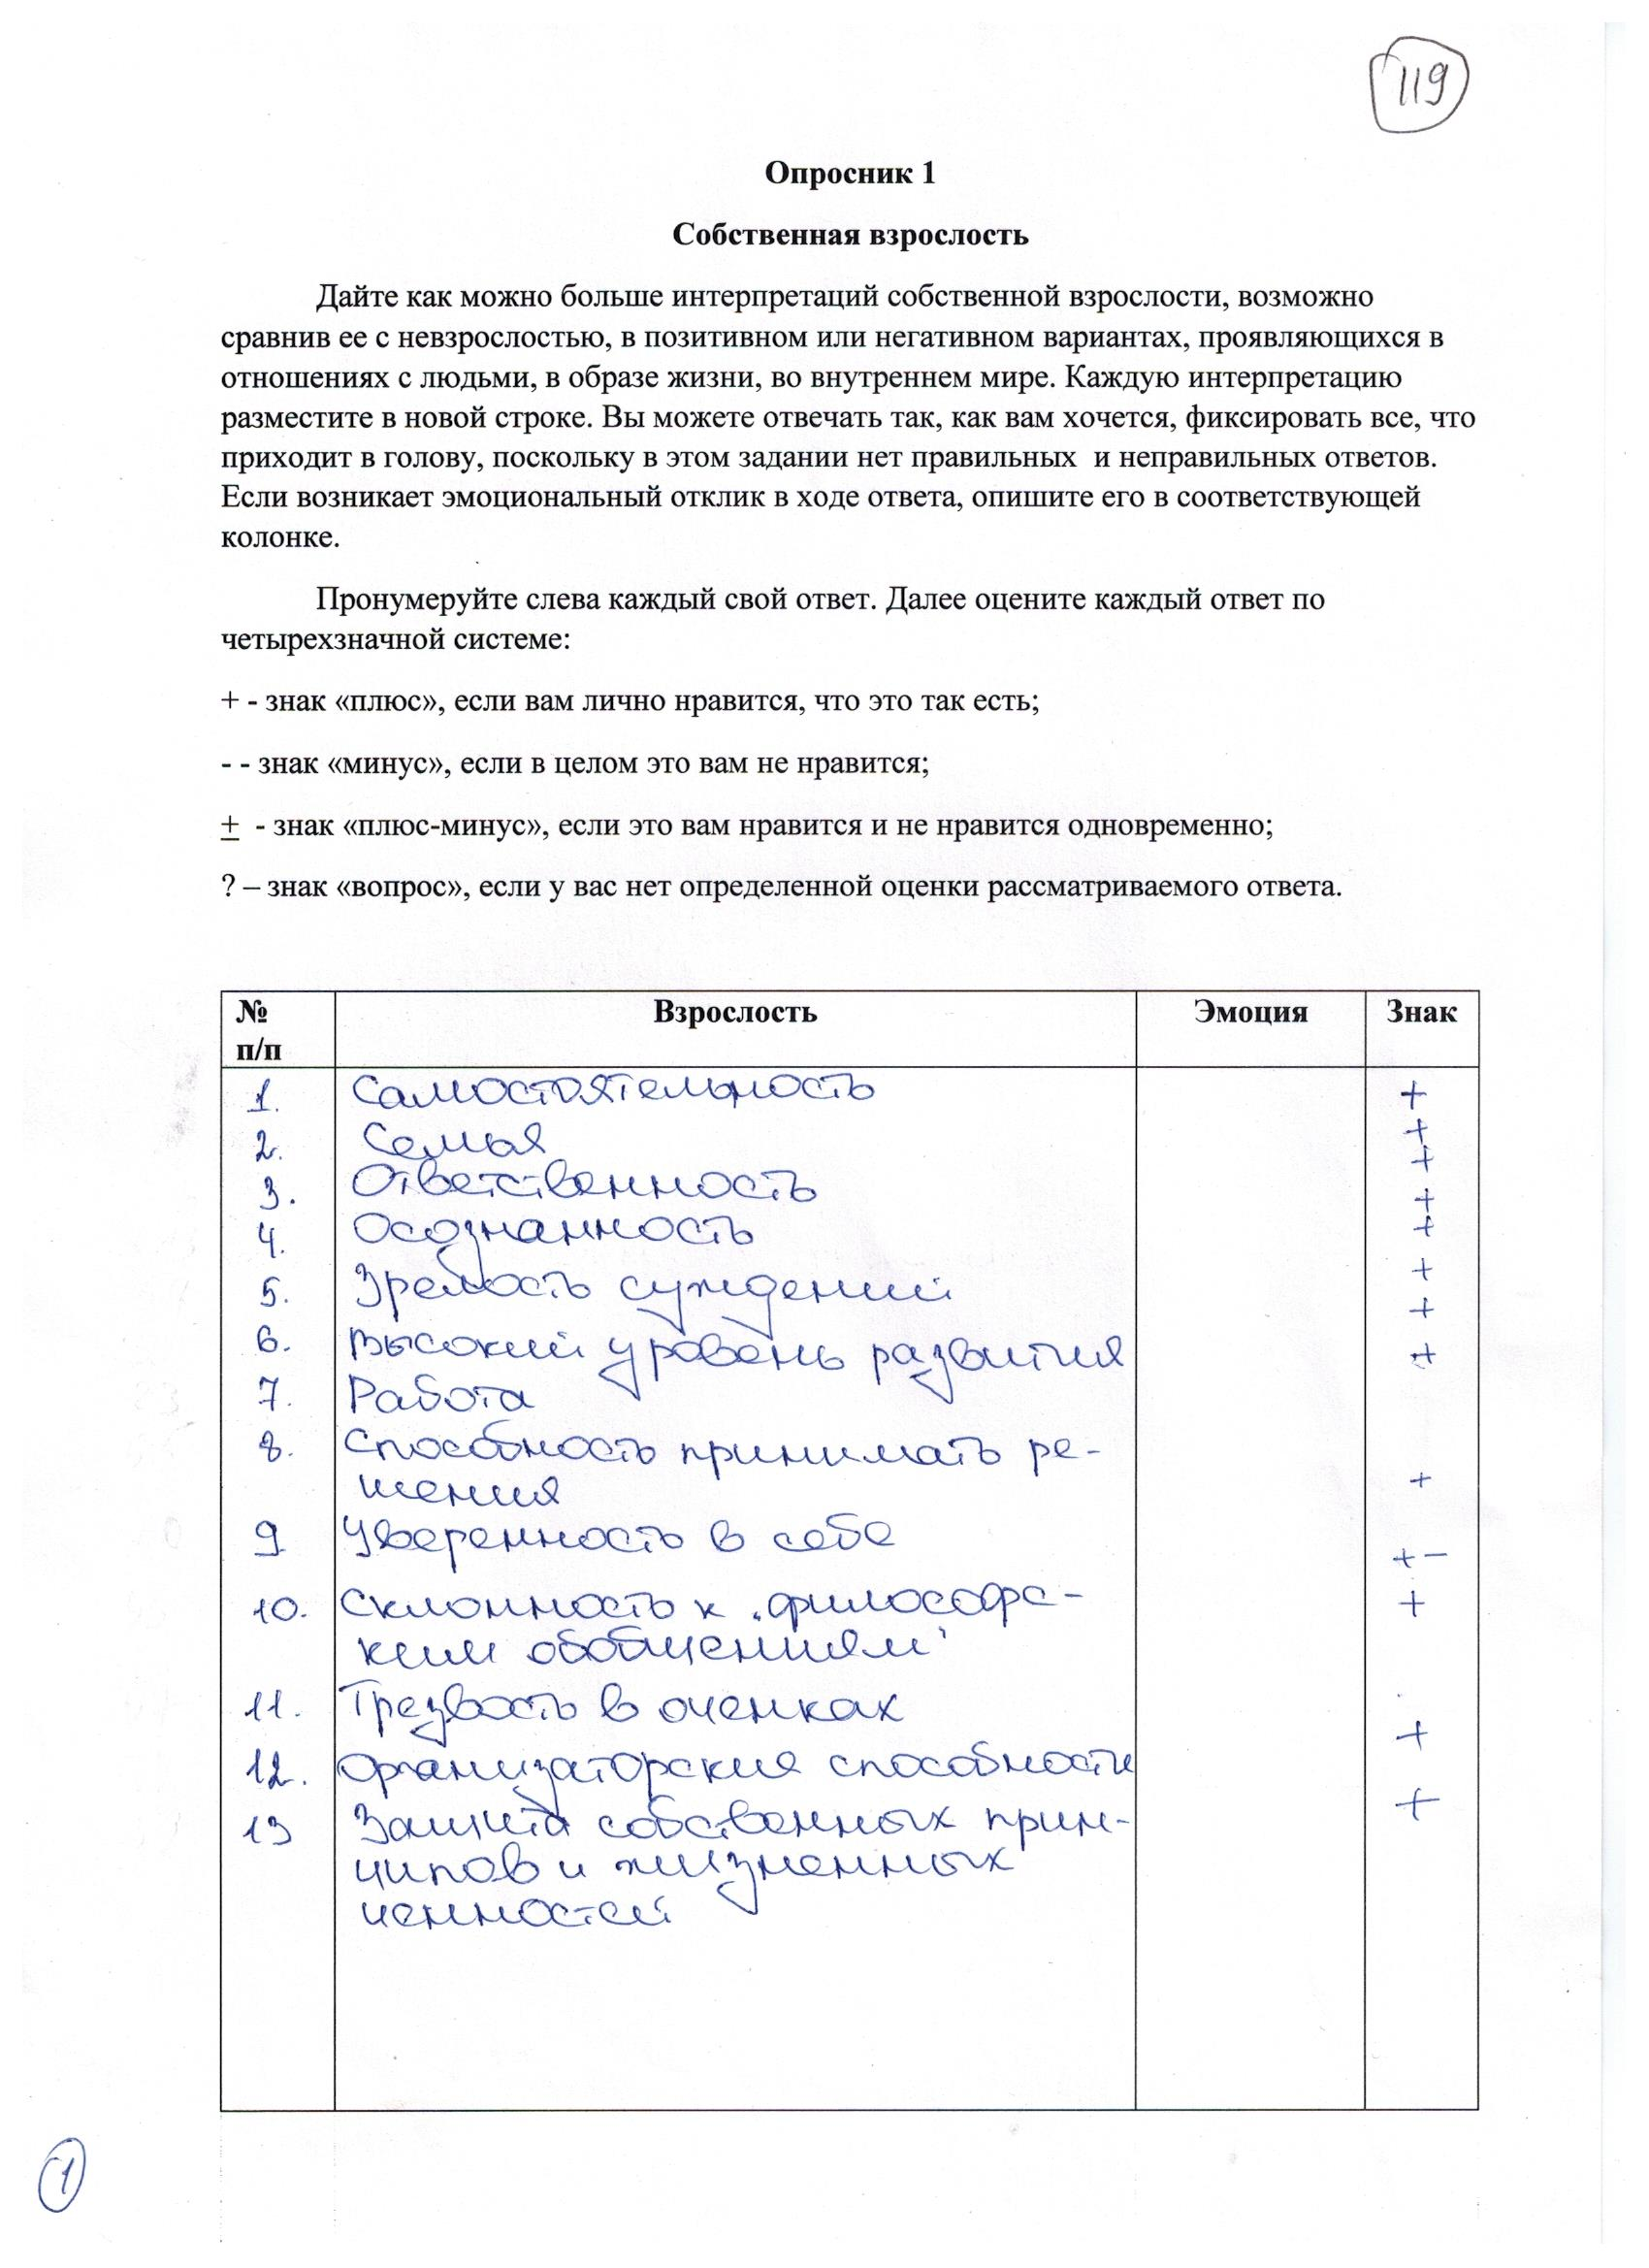 119
Опросник 1
Собственная взрослость
Дайте как можно больше интерпретаций собственной взрослости, возможно
сравнив ее с невзрослостью, в позитивном или негативном вариантах, проявляющихся в
отношениях с людьми, в образе жизни, во внутреннем мире. Каждую интерпретацию
разместите в новой строке. Вы можете отвечать так, как вам хочется, фиксировать все, что
приходит в голову, поскольку в этом задании нет правильных и неправильных ответов.
Если возникает эмоциональный отклик в ходе ответа, опишите его в соответствующей
колонке.
Пронумеруйте слева каждый свой ответ. Далее оцените каждый ответ по
четырехзначной системе:
+ - знак «плюс», если вам лично нравится, что это так есть;
- - знак «минус», если в целом это вам не нравится;
± - знак «плюс-минус», если это вам нравится и не нравится одновременно;
? – знак «вопрос», если у вас нет определенной оценки рассматриваемого ответа.
№ п/п Взрослость Эмоция Знак
1. Самостоятельность +
2. Семья +
3. Ответственность +
4. Осознанность +
+
5. Зрелость суждений +
6. Высокий уровень развития +
+
7. Работа
8. Способность принимать ре-
шения +
9 Уверенность в себе + -
10. Склонность к "философс- +
ким обобщениям"
11. Трезвость в оценках +
12. Организаторские способности
13 Защита собственных прин- +
ципов и жизненных
ценностей
1